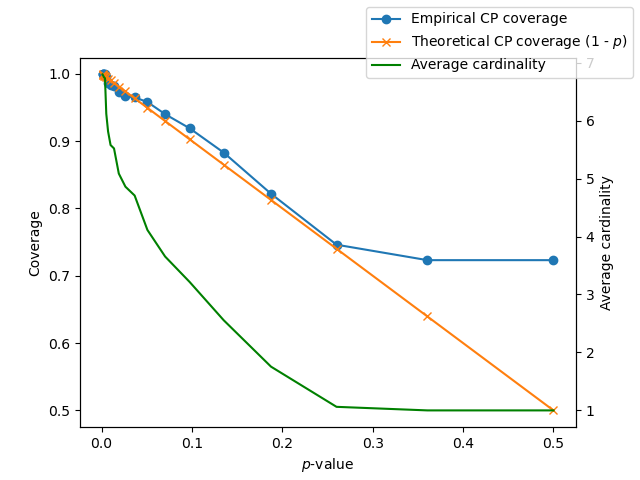 Empirical CP coverage
Theoretical CP coverage (1 - p)
Average cardinality
1.0
0.9
0.8
0.7
0.6
0.5
Coverage
7
6
5
4
3
2
1
Average cardinality
0.0 0.1 0.2 0.3 0.4 0.5
p-value